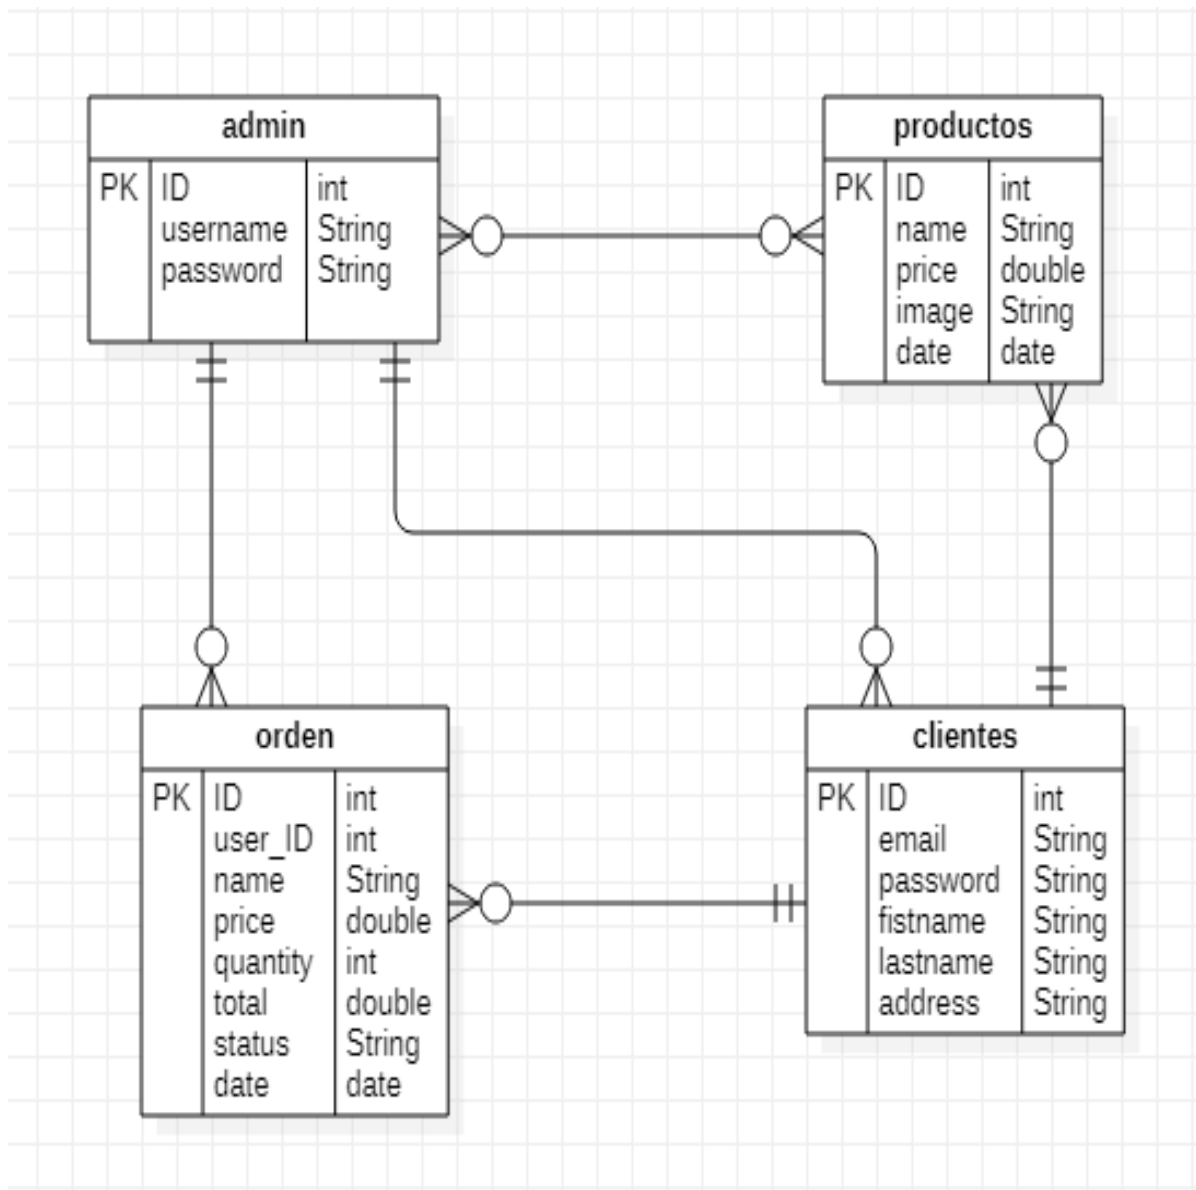 admin
PK ID int
username String
password String
productos
PK ID int
name String
price double
image String
date date
orden
PK ID int
user_ID int
name String
price double
quantity int
total double
status String
date date
clientes
PK ID int
email String
password String
fistname String
lastname String
address String